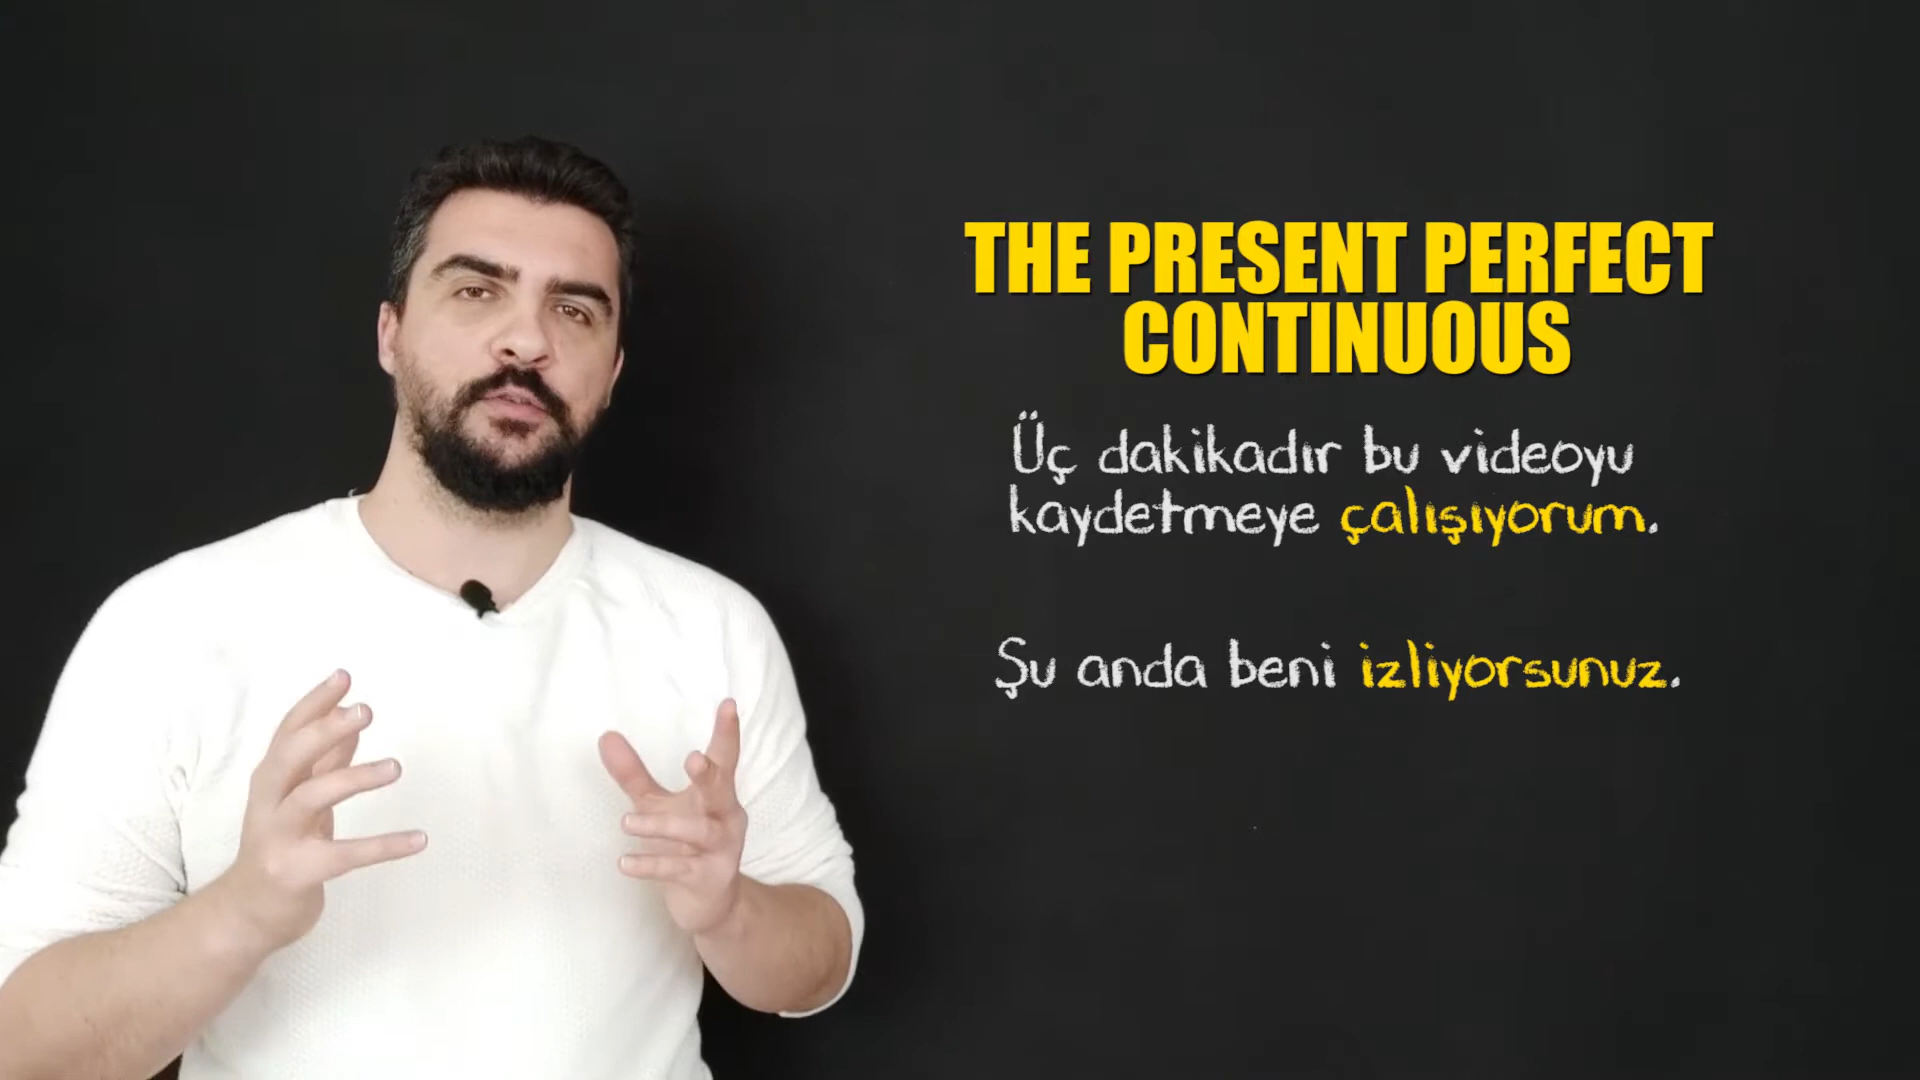 THE PRESENT PERFECT
CONTINUOUS
Üç dakikadır bu videoyu
kaydetmeye çalışıyorum.
Şu anda beni izliyorsunuz.